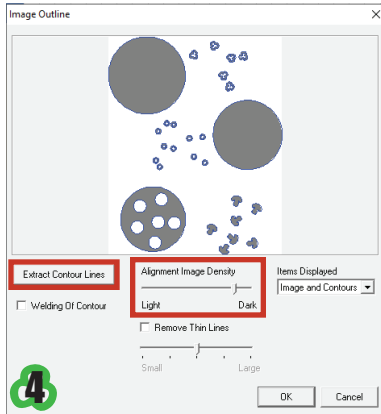 Image Outline
Extract Contour Lines
Alignment Image Density
Items Displayed
Image and Contours
Light Dark
Welding Of Contour
Remove Thin Lines
Small Large
4
OK Cancel